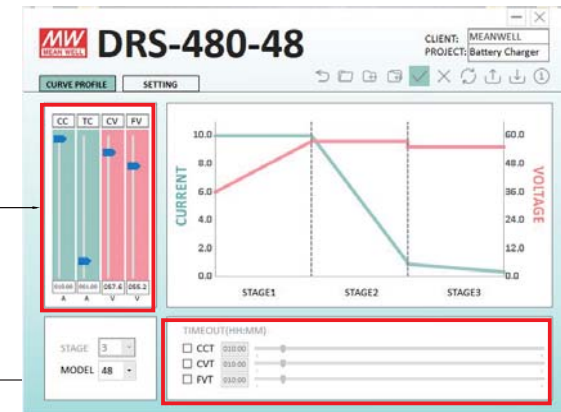 MW
MEAN WELL
DRS-480-48
CLIENT: MEANWELL
PROJECT: Battery Charger
CURVE PROFILE SETTING
CC TC CV FV
010.00 001.00 057.6 055.2
A A V V
CURRENT
10.0
8.0
6.0
4.0
2.0
0.0
60.0
48.0
36.0
24.0
12.0
0.0
VOLTAGE
STAGE1 STAGE2 STAGE3
STAGE 3
MODEL 48
TIMEOUT(HH:MM)
CCT 010:00
CVT 010:00
FVT 010:00